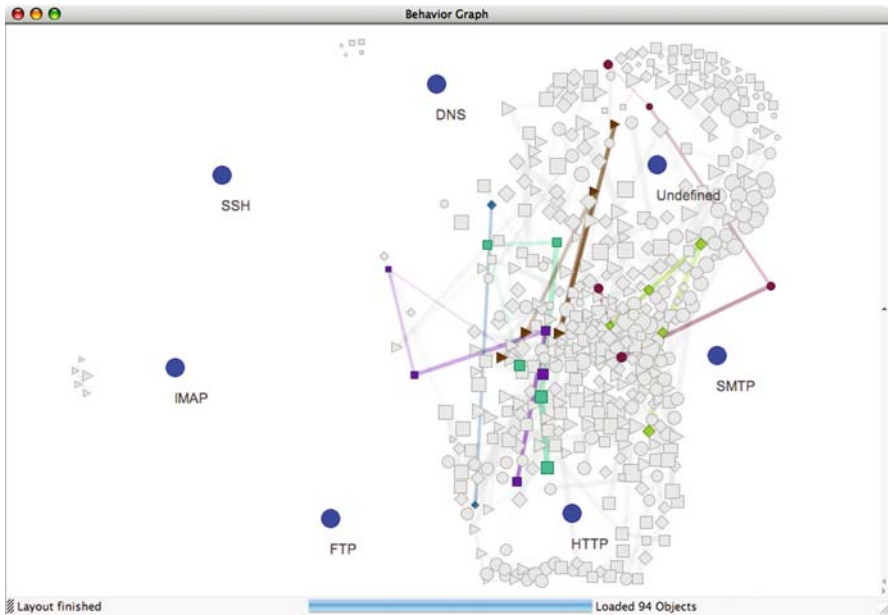 Behavior Graph
DNS
Undefined
SSH
SMTP
IMAP
FTP
HTTP
Layout finished
Loaded 94 Objects